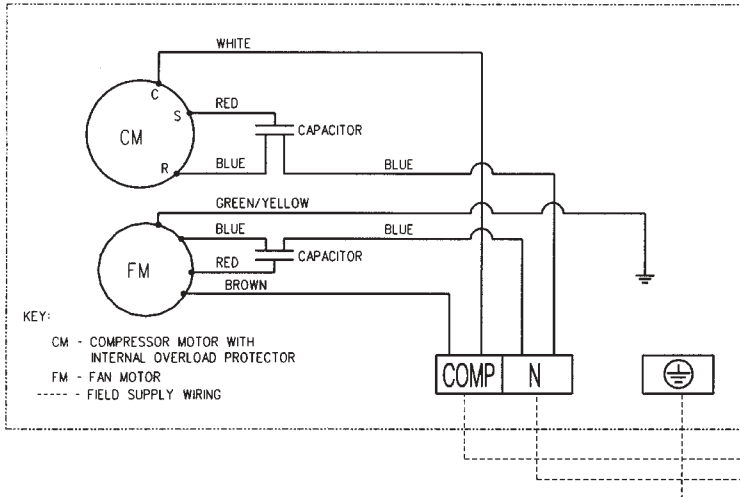 WHITE
C
RED
S
CAPACITOR
CM
R
BLUE
BLUE
GREEN/YELLOW
BLUE
BLUE
CAPACITOR
FM
RED
BROWN
KEY:
CM - COMPRESSOR MOTOR WITH
INTERNAL OVERLOAD PROTECTOR
FM - FAN MOTOR
----- - FIELD SUPPLY WIRING
COMP
N